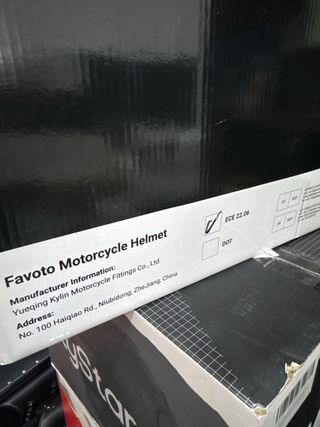 Favoto Motorcycle Helmet
Manufacturer Information:
Yueqing Kylin Motorcycle Fittings Co., Ltd.
Address:
No. 100 Haiqiao Rd., Niubidong, ZheJiang, China
ECE 22.06
DOT